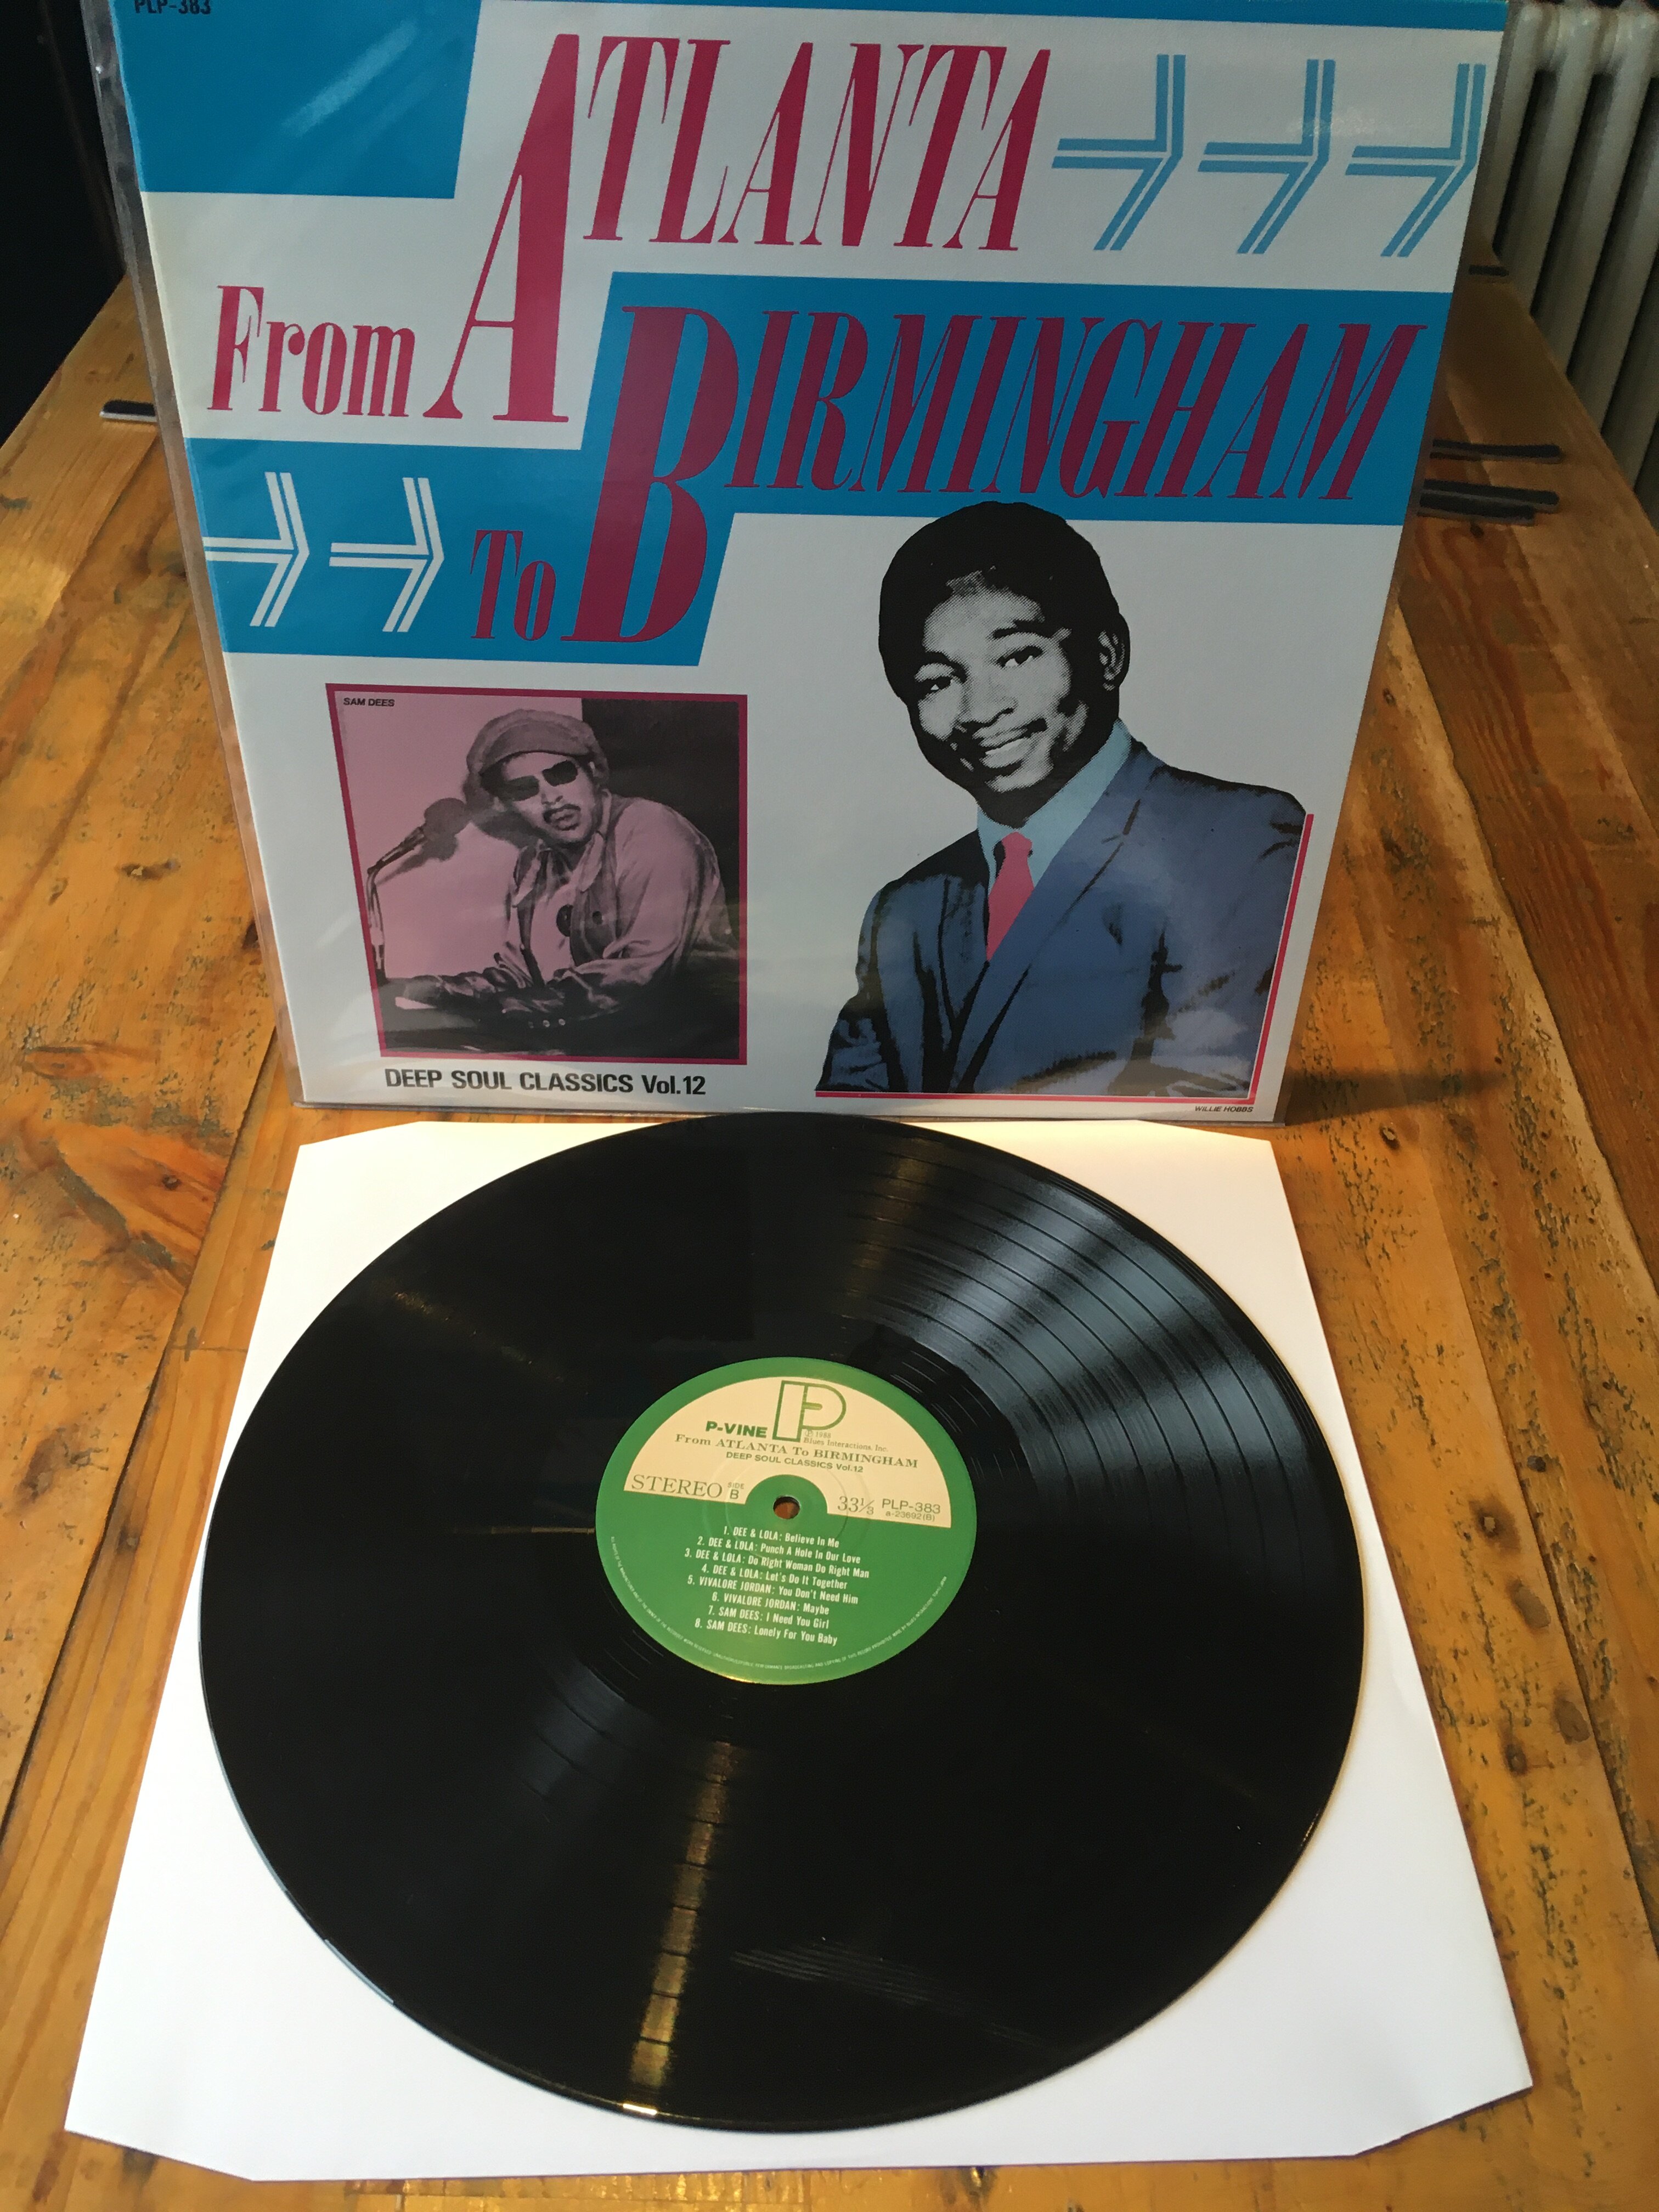 PLP-383
ATLANTA
From
BIRMINGHAM
To
SAM DEES
DEEP SOUL CLASSICS Vol.12
WILLIE HOBBS
P-VINE
Blues Interactions, Inc.
From ATLANTA To BIRMINGHAM
DEEP SOUL CLASSICS Vol.12
STEREO SIDE B 33⅓ PLP-383
a-23692(B)
1. DEE & LOLA: Believe In Me
2. DEE & LOLA: Punch A Hole In Our Love
3. DEE & LOLA: Do Right Woman Do Right Man
4. DEE & LOLA: Let's Do It Together
5. VIVALORE JORDAN: You Don't Need Him
6. VIVALORE JORDAN: Maybe
7. SAM DEES: I Need You Girl
8. SAM DEES: Lonely For You Baby